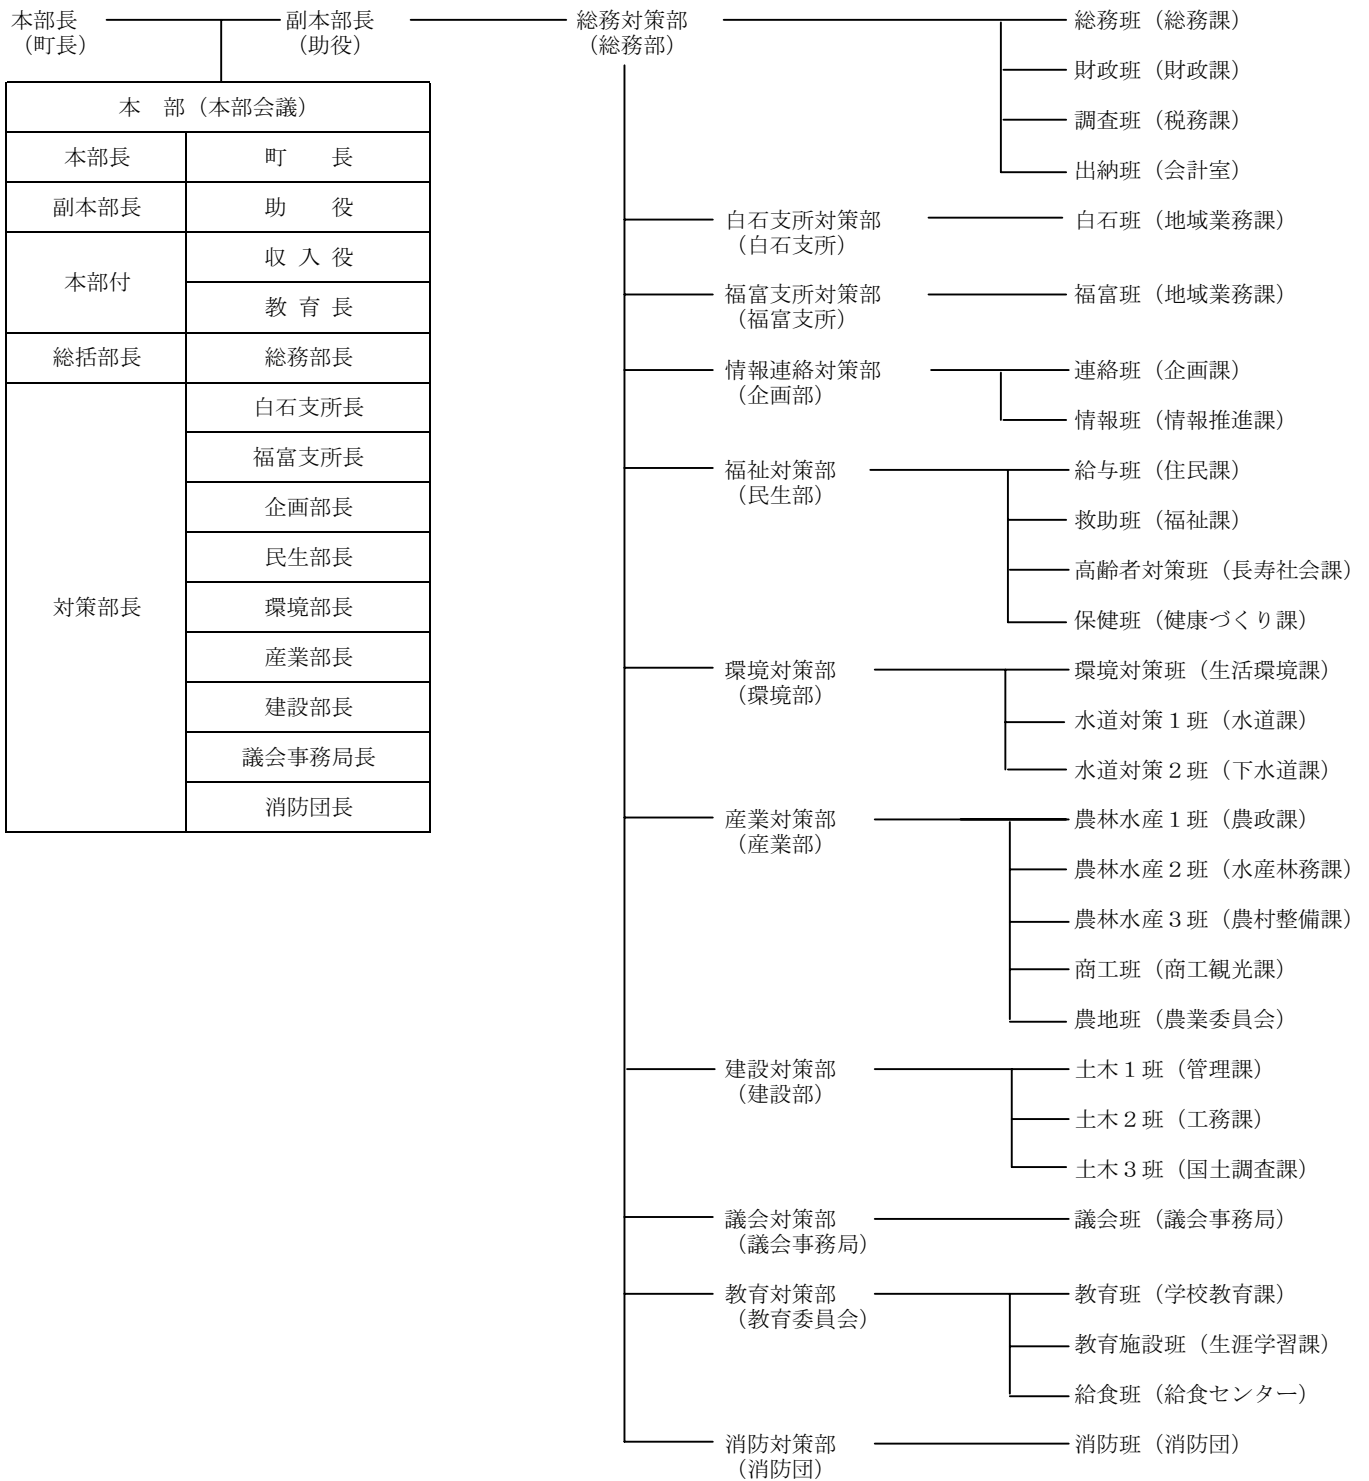 本部長
（町長）
副本部長
（助役）
総務対策部
（総務部）
総務班（総務課）
財政班（財政課）
調査班（税務課）
出納班（会計室）
本　部（本部会議）
本部長　町　長
副本部長　助　役
本部付　収 入 役
教 育 長
総括部長　総務部長
対策部長　白石支所長
福富支所長
企画部長
民生部長
環境部長
産業部長
建設部長
議会事務局長
消防団長
白石支所対策部
（白石支所）
白石班（地域業務課）
福富支所対策部
（福富支所）
福富班（地域業務課）
情報連絡対策部
（企画部）
連絡班（企画課）
情報班（情報推進課）
福祉対策部
（民生部）
給与班（住民課）
救助班（福祉課）
高齢者対策班（長寿社会課）
保健班（健康づくり課）
環境対策部
（環境部）
環境対策班（生活環境課）
水道対策１班（水道課）
水道対策２班（下水道課）
産業対策部
（産業部）
農林水産１班（農政課）
農林水産２班（水産林務課）
農林水産３班（農村整備課）
商工班（商工観光課）
農地班（農業委員会）
建設対策部
（建設部）
土木１班（管理課）
土木２班（工務課）
土木３班（国土調査課）
議会対策部
（議会事務局）
議会班（議会事務局）
教育対策部
（教育委員会）
教育班（学校教育課）
教育施設班（生涯学習課）
給食班（給食センター）
消防対策部
（消防団）
消防班（消防団）